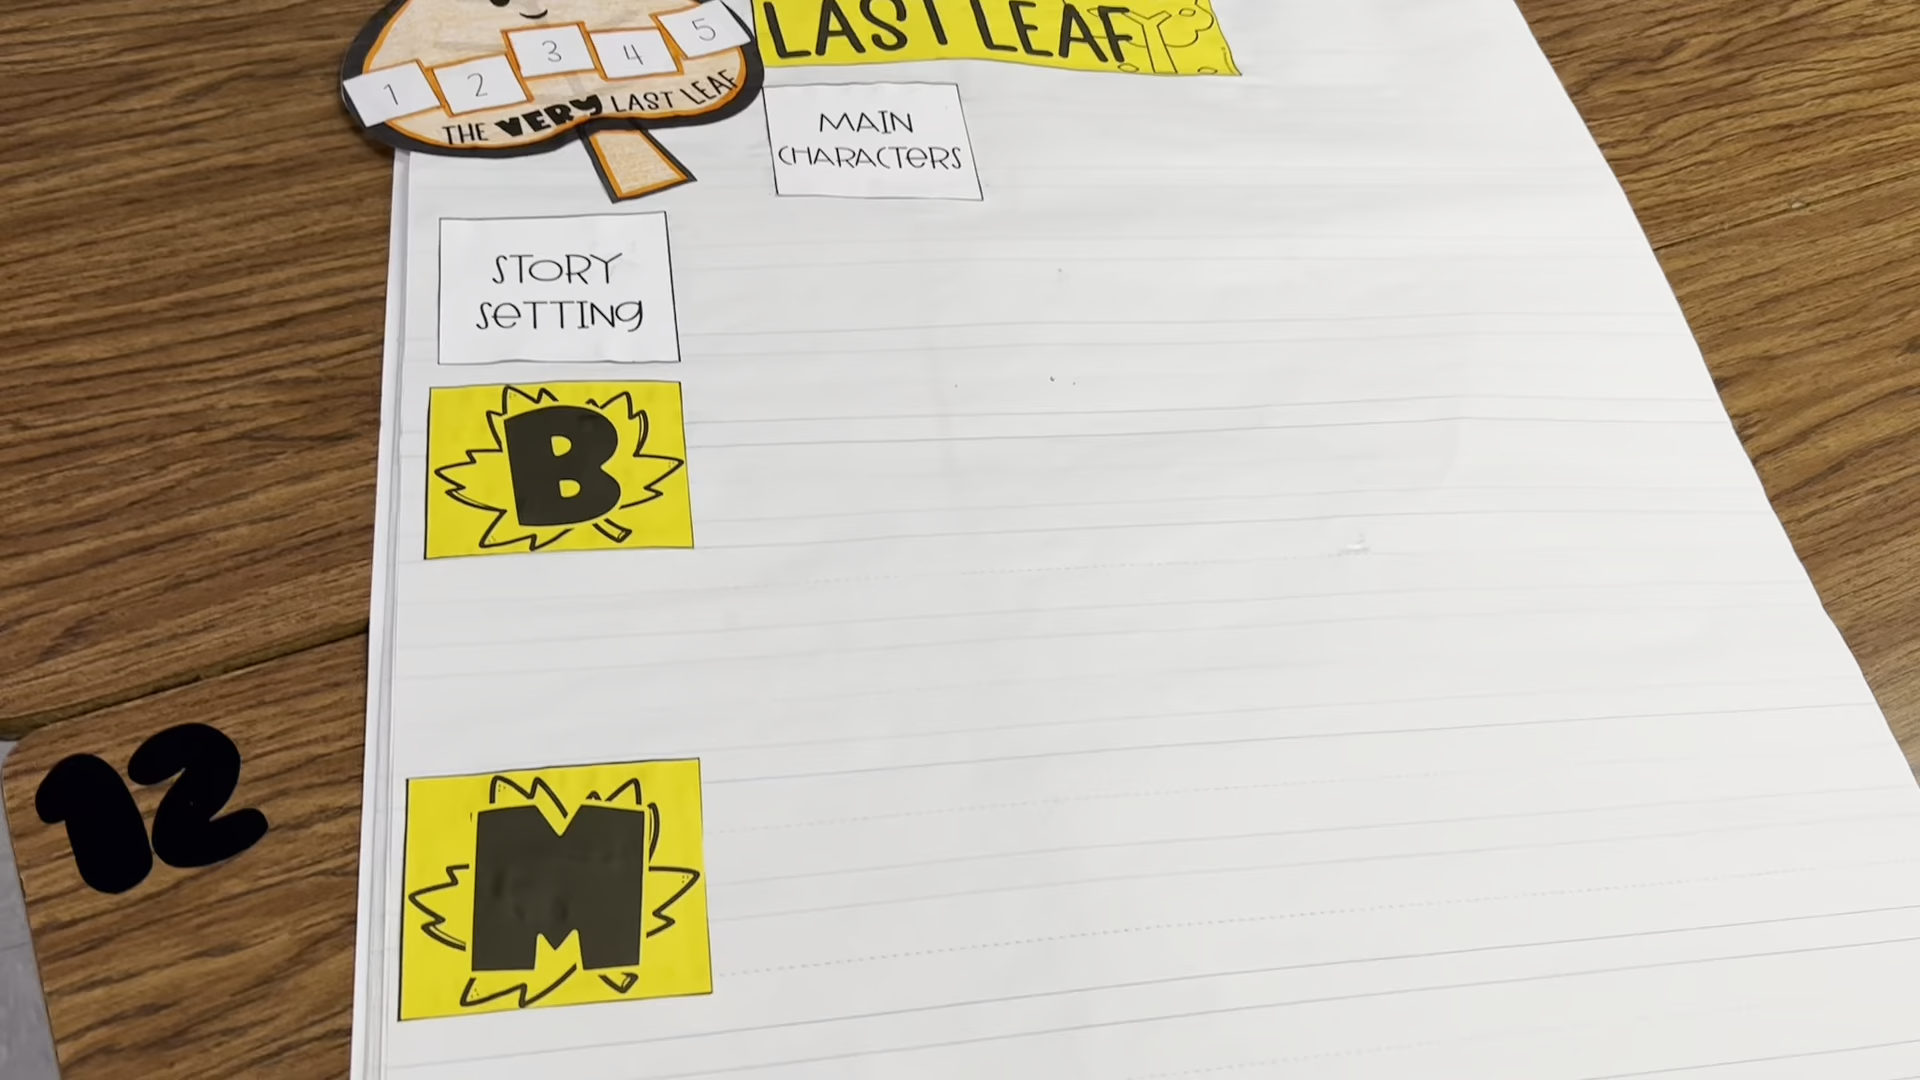 LAST LEAF
1 2 3 4 5
THE VERY LAST LEAF
MAIN
CHARACTERS
STORY
SETTING
B
12
M